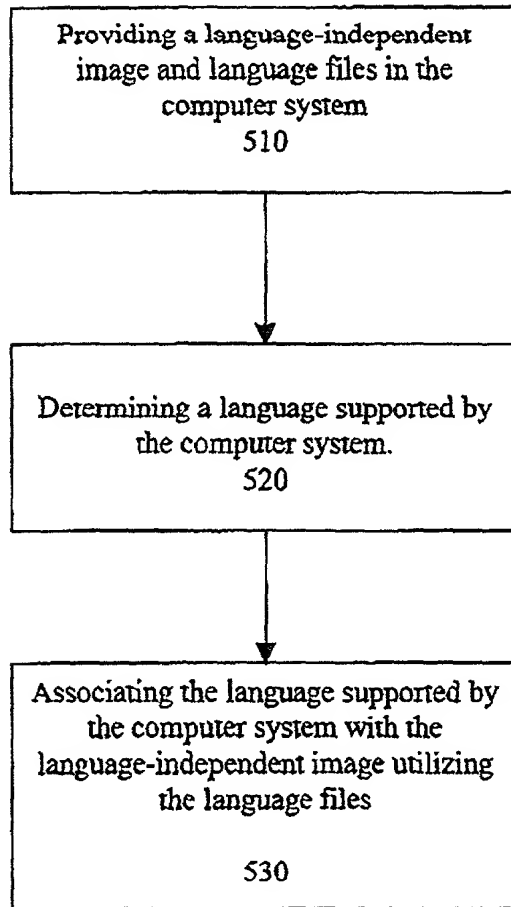 Providing a language-independent
image and language files in the
computer system
510
Determining a language supported by
the computer system.
520
Associating the language supported by
the computer system with the
language-independent image utilizing
the language files
530